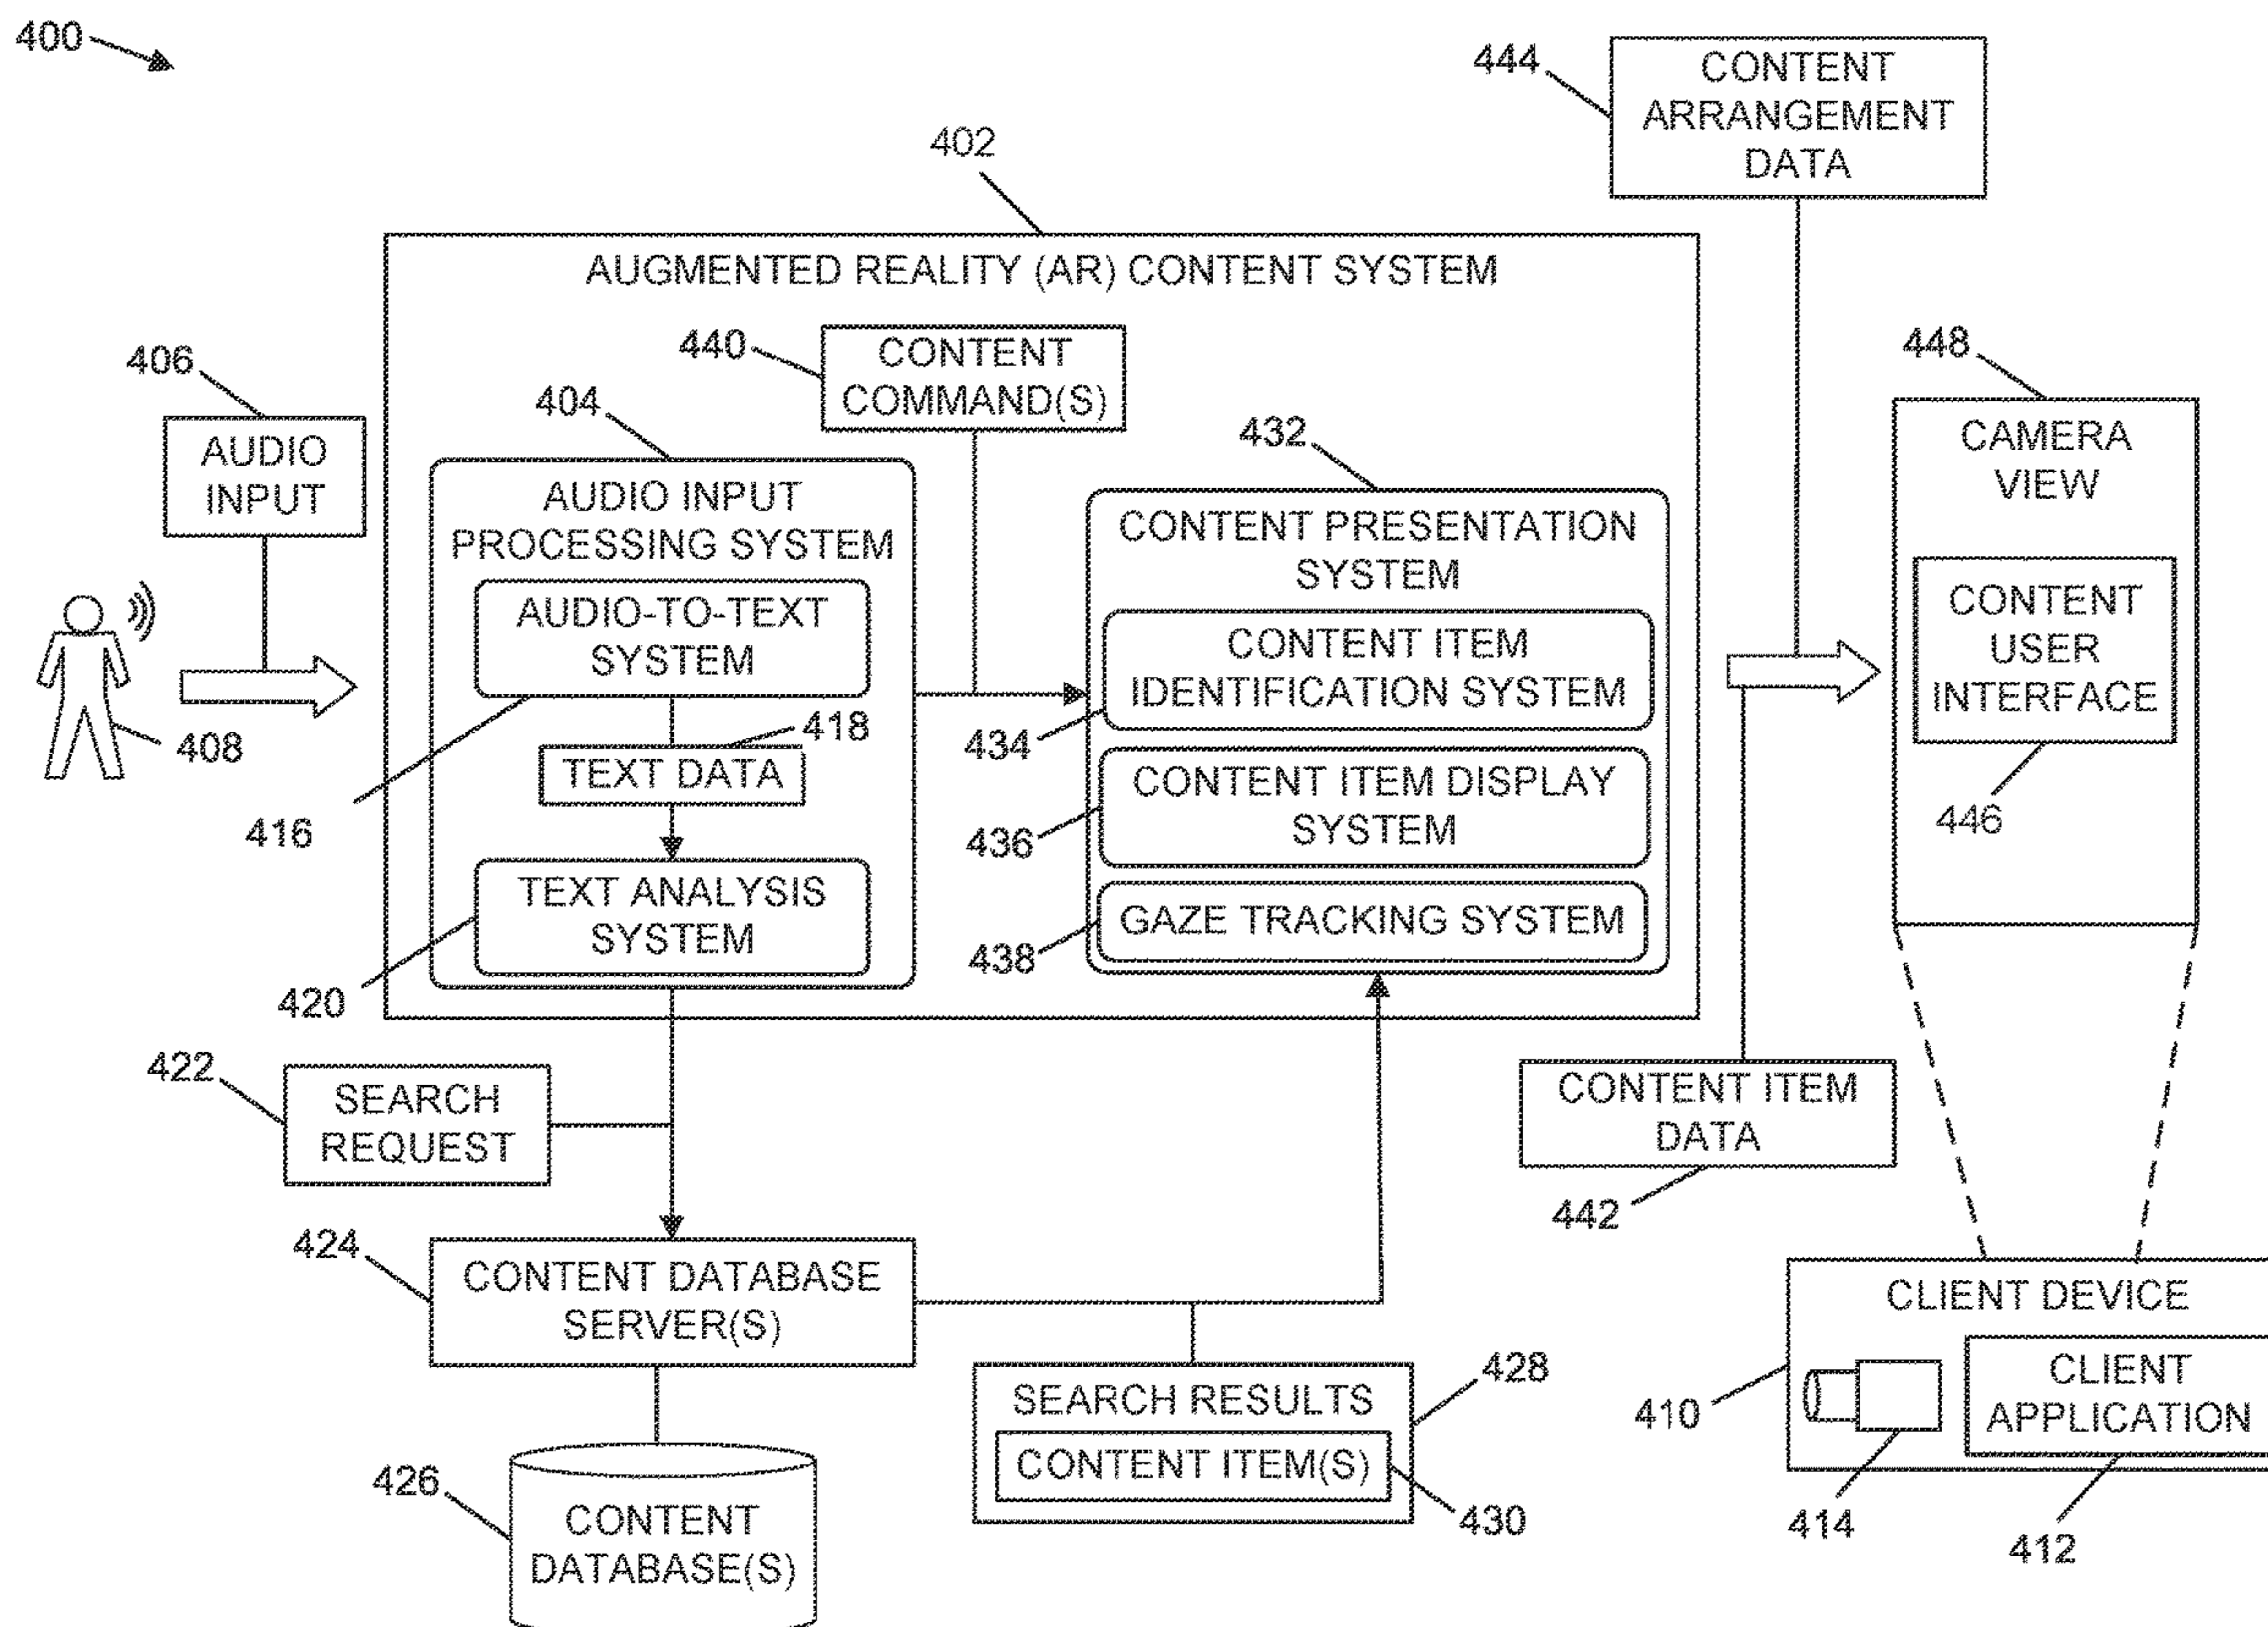 400
444
CONTENT
ARRANGEMENT
DATA
402
AUGMENTED REALITY (AR) CONTENT SYSTEM
440
CONTENT
COMMAND(S)
406
AUDIO
INPUT
404
AUDIO INPUT
PROCESSING SYSTEM
AUDIO-TO-TEXT
SYSTEM
408
418
TEXT DATA
416
TEXT ANALYSIS
SYSTEM
420
432
CONTENT PRESENTATION
SYSTEM
CONTENT ITEM
IDENTIFICATION SYSTEM
434
CONTENT ITEM DISPLAY
SYSTEM
436
GAZE TRACKING SYSTEM
438
448
CAMERA
VIEW
CONTENT
USER
INTERFACE
446
422
SEARCH
REQUEST
CONTENT ITEM
DATA
442
424
CONTENT DATABASE
SERVER(S)
426
CONTENT
DATABASE(S)
428
SEARCH RESULTS
CONTENT ITEM(S)
430
CLIENT DEVICE
410
CLIENT
APPLICATION
414
412